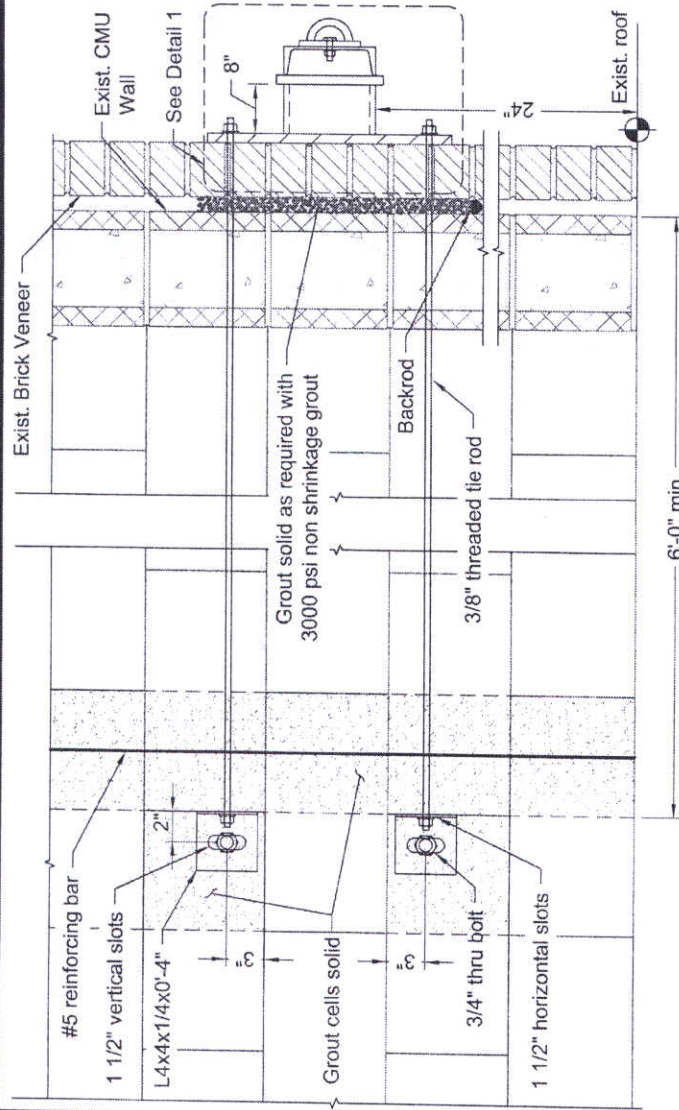 Exist. Brick Veneer
Exist. CMU
Wall
See Detail 1
8"
24"
Exist. roof
Grout solid as required with
3000 psi non shrinkage grout
Backrod
3/8" threaded tie rod
6'-0" min
#5 reinforcing bar
1 1/2" vertical slots
L4x4x1/4x0'-4"
2"
3"
Grout cells solid
3"
3/4" thru bolt
1 1/2" horizontal slots